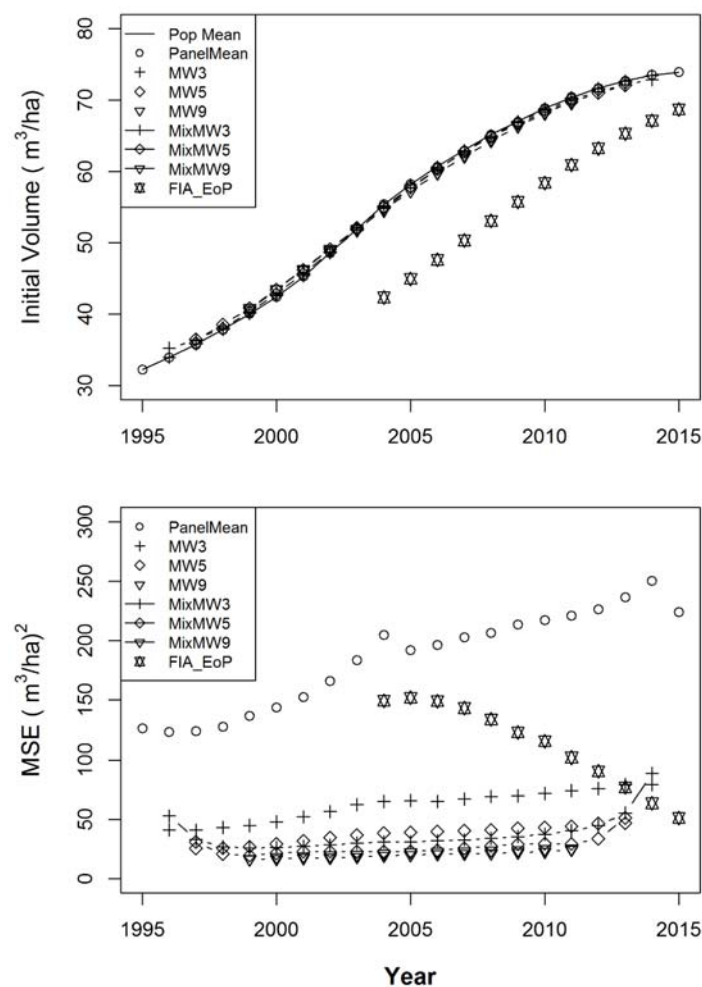 80
70
60
50
40
30
Initial Volume ( m³/ha)
Pop Mean
PanelMean
MW3
MW5
MW9
MixMW3
MixMW5
MixMW9
FIA_EoP
1995 2000 2005 2010 2015
300
250
200
150
100
50
0
MSE ( m³/ha)²
PanelMean
MW3
MW5
MW9
MixMW3
MixMW5
MixMW9
FIA_EoP
1995 2000 2005 2010 2015
Year